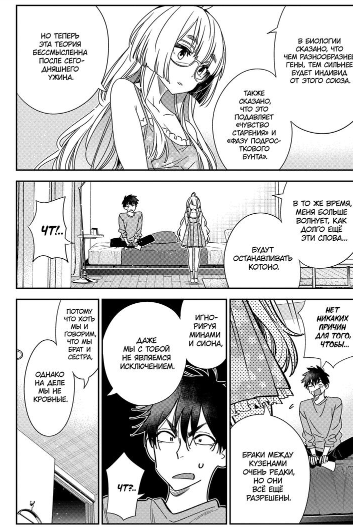 В БИОЛОГИИ
СКАЗАНО, ЧТО
ЧЕМ РАЗНООБРАЗНЕЕ
ГЕНЫ, ТЕМ СИЛЬНЕЕ
БУДЕТ ИНДИВИД
ОТ ЭТОГО СОЮЗА.
ТАКЖЕ
СКАЗАНО,
ЧТО ЭТО
ПОДАВЛЯЕТ
«ЧУВСТВО
СТАРЕНИЯ» И
«ФАЗУ ПОДРОС-
ТКОВОГО
БУНТА».
НО ТЕПЕРЬ
ЭТА ТЕОРИЯ
БЕССМЫСЛЕННА
ПОСЛЕ СЕГО-
ДНЯШНЕГО
УЖИНА.
В ТО ЖЕ ВРЕМЯ,
МЕНЯ БОЛЬШЕ
ВОЛНУЕТ, КАК
ДОЛГО ЕЩЁ
ЭТИ СЛОВА...
БУДУТ
ОСТАНАВЛИВАТЬ
КОТОНО.
ЧТ?..
НЕТ
НИКАКИХ
ПРИЧИН
ДЛЯ ТОГО,
ЧТОБЫ...
БРАКИ МЕЖДУ
КУЗЕНАМИ
ОЧЕНЬ РЕДКИ,
НО ОНИ
ВСЁ ЕЩЁ
РАЗРЕШЕНЫ.
ИГНО-
РИРУЯ
МИНАМИ
И СИОНА,
ДАЖЕ
МЫ С ТОБОЙ
НЕ ЯВЛЯЕМСЯ
ИСКЛЮЧЕНИЕМ.
ЧТ?..
ПОТОМУ
ЧТО ХОТЬ
МЫ И
ГОВОРИМ,
ЧТО МЫ
БРАТ И
СЕСТРА,
ОДНАКО
НА ДЕЛЕ
МЫ НЕ
КРОВНЫЕ.